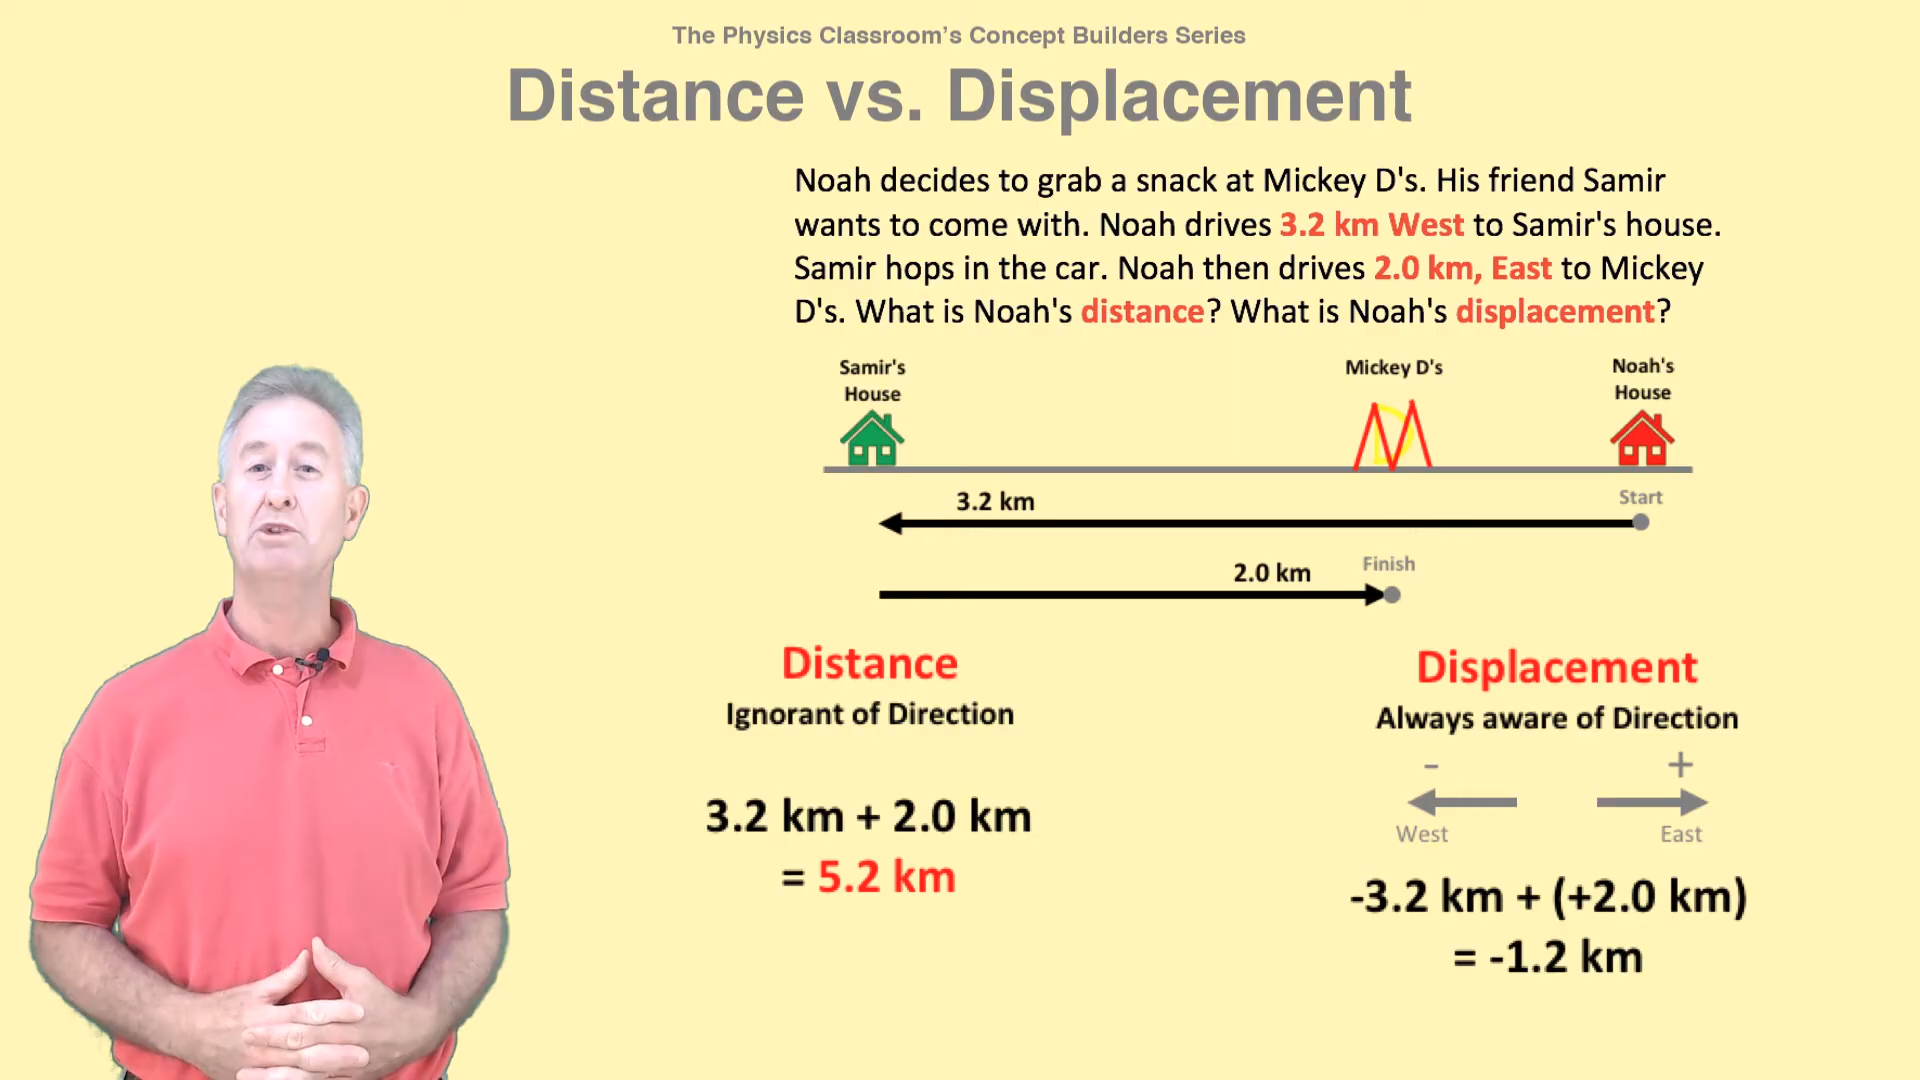 The Physics Classroom’s Concept Builders Series
Distance vs. Displacement
Noah decides to grab a snack at Mickey D's. His friend Samir
wants to come with. Noah drives 3.2 km West to Samir's house.
Samir hops in the car. Noah then drives 2.0 km, East to Mickey
D's. What is Noah's distance? What is Noah's displacement?
Samir's
House
Mickey D's
Noah's
House
3.2 km
Start
2.0 km
Finish
Distance
Ignorant of Direction
3.2 km + 2.0 km
= 5.2 km
Displacement
Always aware of Direction
- +
West East
-3.2 km + (+2.0 km)
= -1.2 km